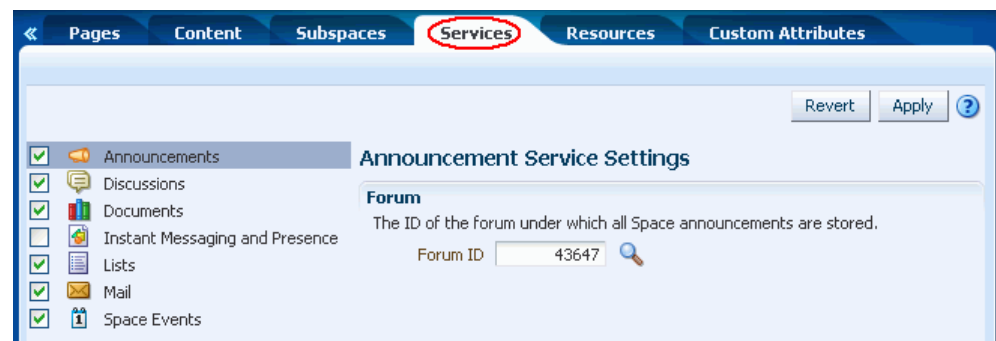 « Pages Content Subspaces Services Resources Custom Attributes
Revert Apply ?
Announcements
Discussions
Documents
Instant Messaging and Presence
Lists
Mail
1 Space Events
Announcement Service Settings
Forum
The ID of the forum under which all Space announcements are stored.
Forum ID 43647